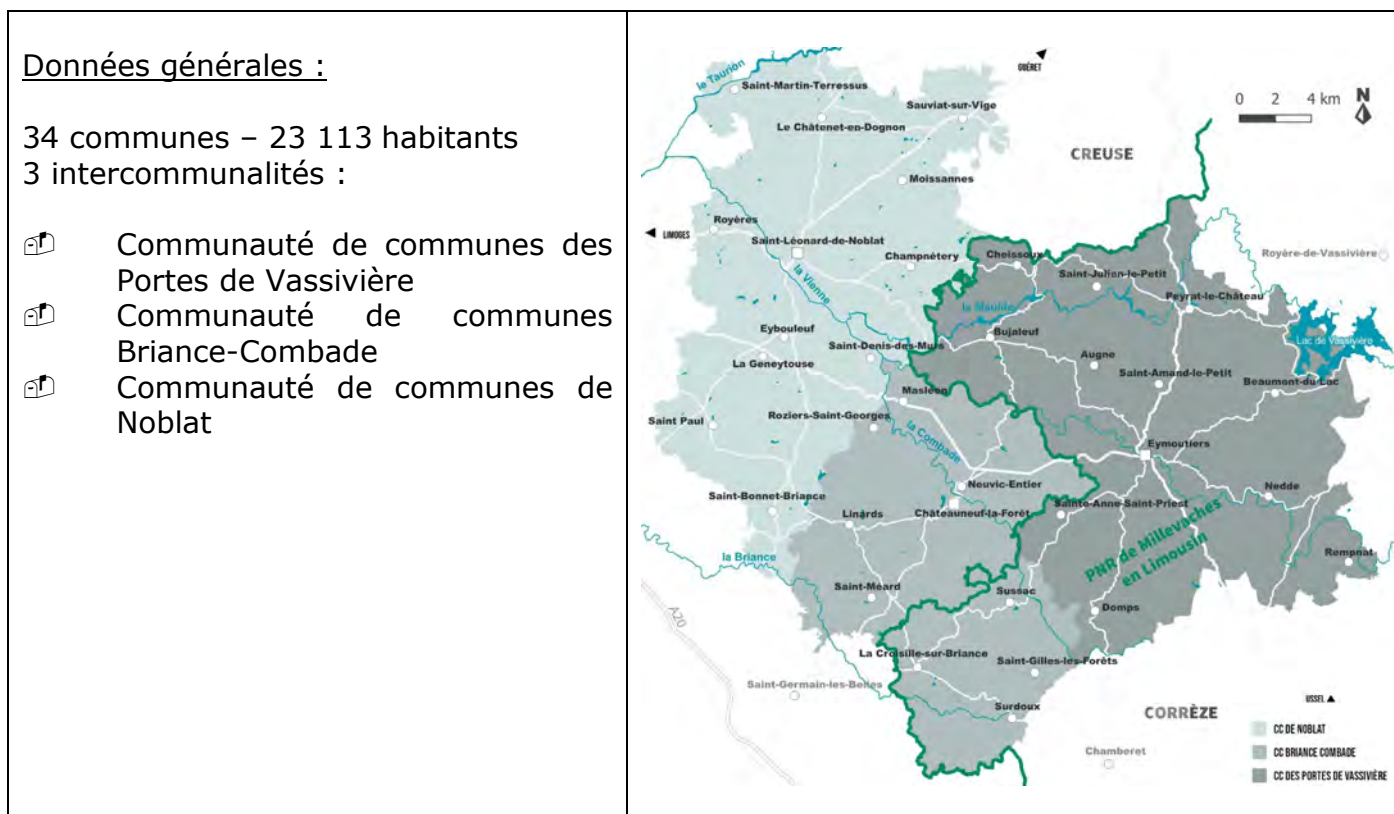 Données générales :
34 communes – 23 113 habitants
3 intercommunalités :
Communauté de communes des
Portes de Vassivière
Communauté de communes
Briance-Combade
Communauté de communes de
Noblat
GUÉRET
le Taurion
Saint-Martin-Terressus
Sauviat-sur-Vige
Le Châtenet-en-Dognon
0 2 4 km
N
CREUSE
Moissannes
Royères
LIMOGES
Saint-Léonard-de-Noblat
Champnétery
la Vienne
Cheissoux
Saint-Julien-le-Petit
Royère-de-Vassivière
Peyrat-le-Château
la Maulde
Eybouleuf
Bujaleuf
Saint-Denis-des-Murs
Lac de Vassivière
La Geneytouse
Augne
Saint-Amand-le-Petit
Beaumont-du-Lac
Masléon
Saint Paul
Roziers-Saint-Georges
la Combade
Eymoutiers
Neuvic-Entier
Nedde
Saint-Bonnet-Briance
Linards
Châteauneuf-la-Forêt
Sainte-Anne-Saint-Priest
PNR de Millevaches
en Limousin
la Briance
Rempnat
Saint-Méard
Sussac
Domps
A20
La Croisille-sur-Briance
Saint-Gilles-les-Forêts
Saint-Germain-les-Belles
Surdoux
USSEL
CORRÈZE
CC DE NOBLAT
Chamberet
CC BRIANCE COMBADE
CC DES PORTES DE VASSIVIÈRE